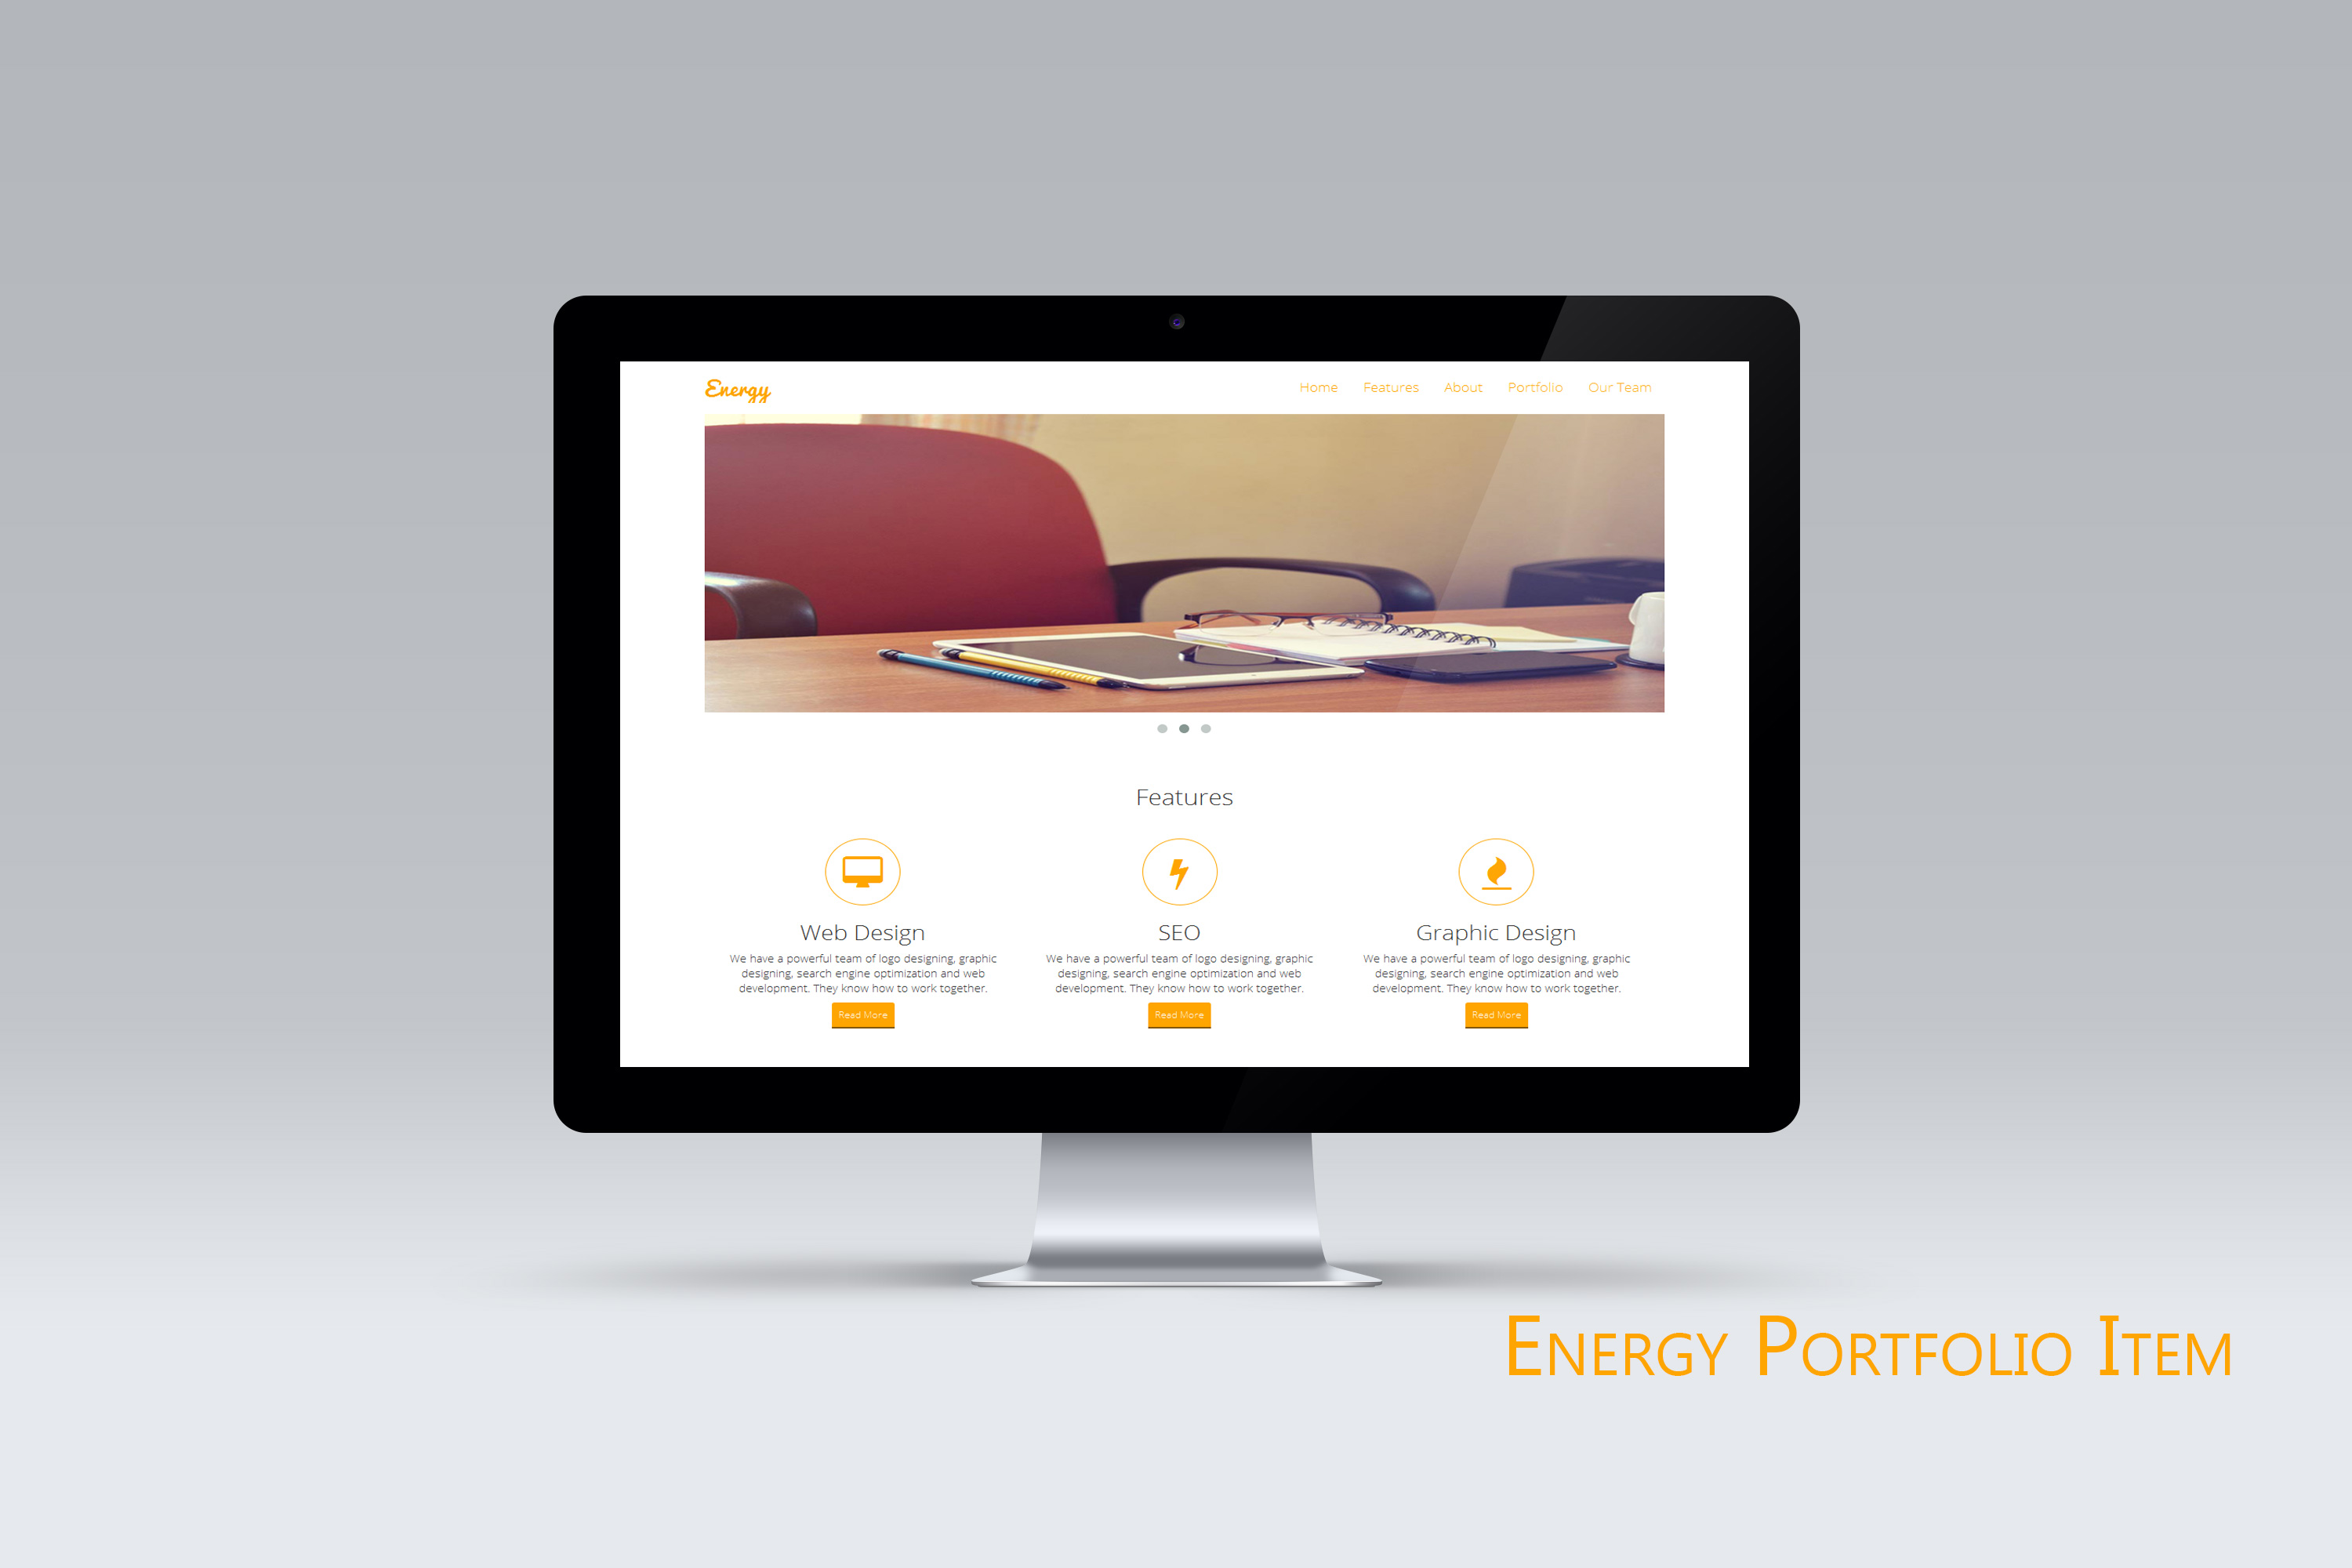 Energy
Home Features About Portfolio Our Team
Features
Web Design
We have a powerful team of logo designing, graphic
designing, search engine optimization and web
development. They know how to work together.
Read More
SEO
We have a powerful team of logo designing, graphic
designing, search engine optimization and web
development. They know how to work together.
Read More
Graphic Design
We have a powerful team of logo designing, graphic
designing, search engine optimization and web
development. They know how to work together.
Read More
Energy Portfolio Item